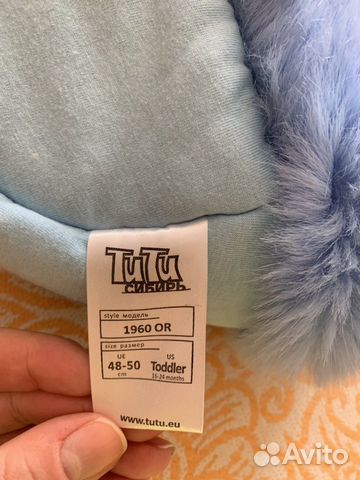 TuTu
СИБИРЬ
style модель
1960 OR
size размер
UE US
48-50 Toddler
cm 16-24 months
www.tutu.eu
Avito